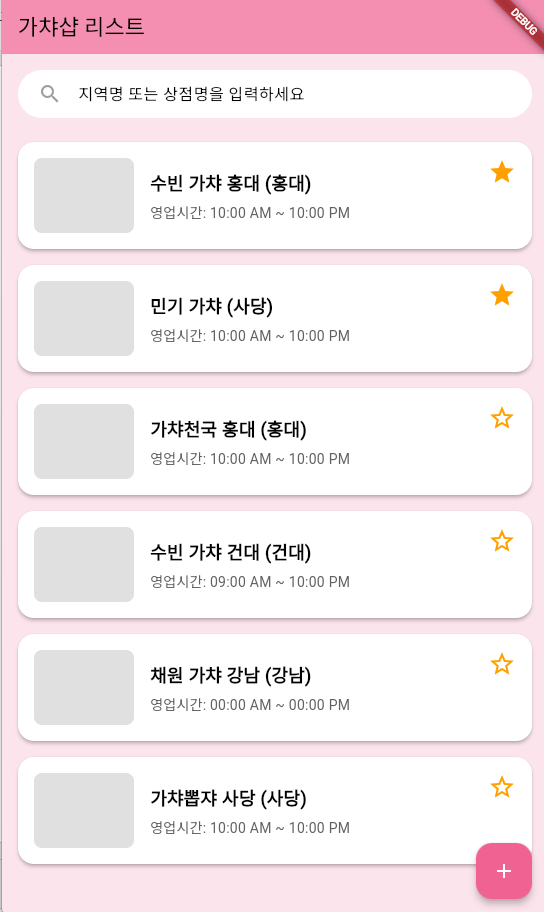 가챠샵 리스트
DEBUG
지역명 또는 상점명을 입력하세요
수빈 가챠 홍대 (홍대)
영업시간: 10:00 AM ~ 10:00 PM
민기 가챠 (사당)
영업시간: 10:00 AM ~ 10:00 PM
가챠천국 홍대 (홍대)
영업시간: 10:00 AM ~ 10:00 PM
수빈 가챠 건대 (건대)
영업시간: 09:00 AM ~ 10:00 PM
채원 가챠 강남 (강남)
영업시간: 00:00 AM ~ 00:00 PM
가챠뽑쟈 사당 (사당)
영업시간: 10:00 AM ~ 10:00 PM